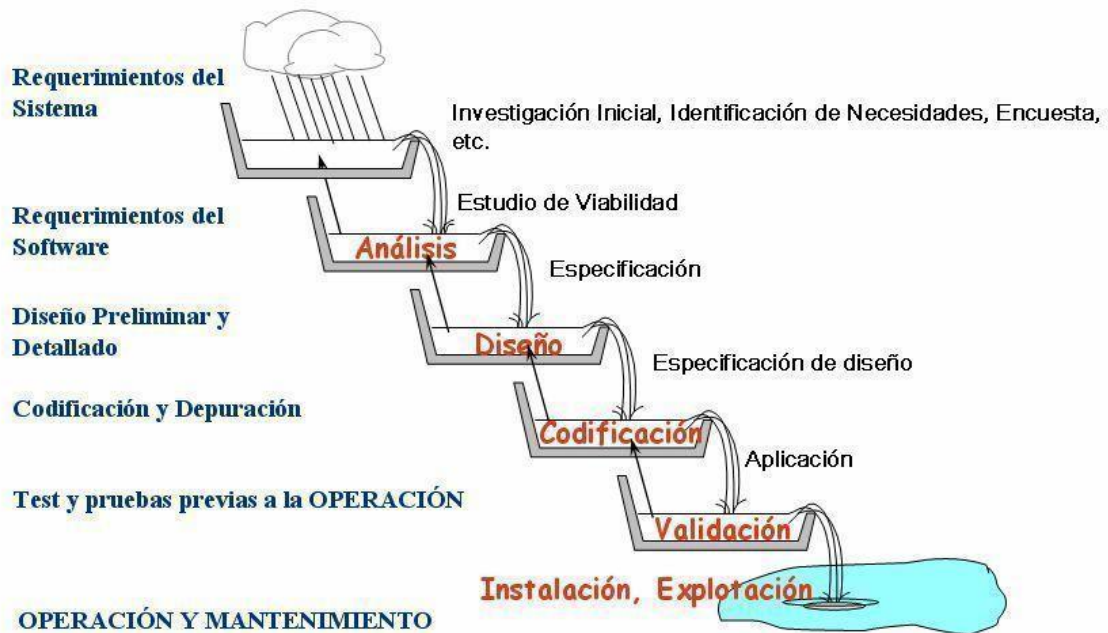 Requerimientos del
Sistema
Investigación Inicial, Identificación de Necesidades, Encuesta,
etc.
Estudio de Viabilidad
Requerimientos del
Software
Análisis
Especificación
Diseño Preliminar y
Detallado
Diseño
Especificación de diseño
Codificación y Depuración
Codificación
Aplicación
Test y pruebas previas a la OPERACIÓN
Validación
Instalación, Explotación
OPERACIÓN Y MANTENIMIENTO